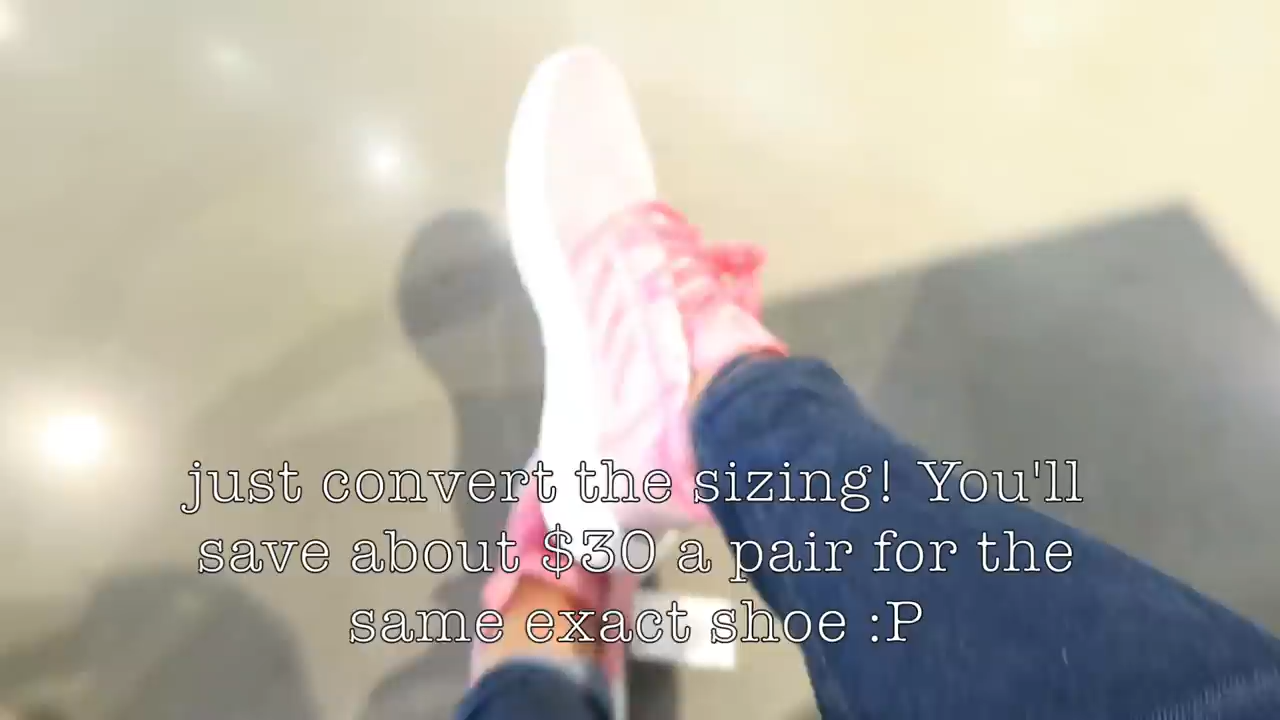 just convert the sizing! You'll
save about $30 a pair for the
same exact shoe :P